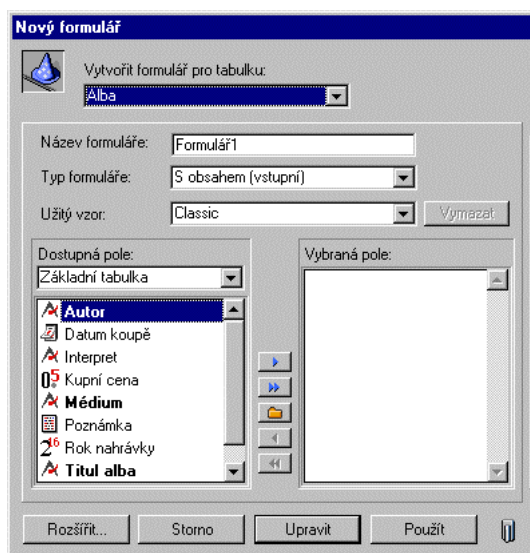 Nový formulář
Vytvořit formulář pro tabulku:
Alba
Název formuláře: Formulář1
Typ formuláře: S obsahem (vstupní)
Užitý vzor: Classic Vymazat
Dostupná pole:
Základní tabulka
Autor
Datum koupě
Interpret
Kupní cena
Médium
Poznámka
Rok nahrávky
Titul alba
Vybraná pole:
Rozšířit... Storno Upravit Použít